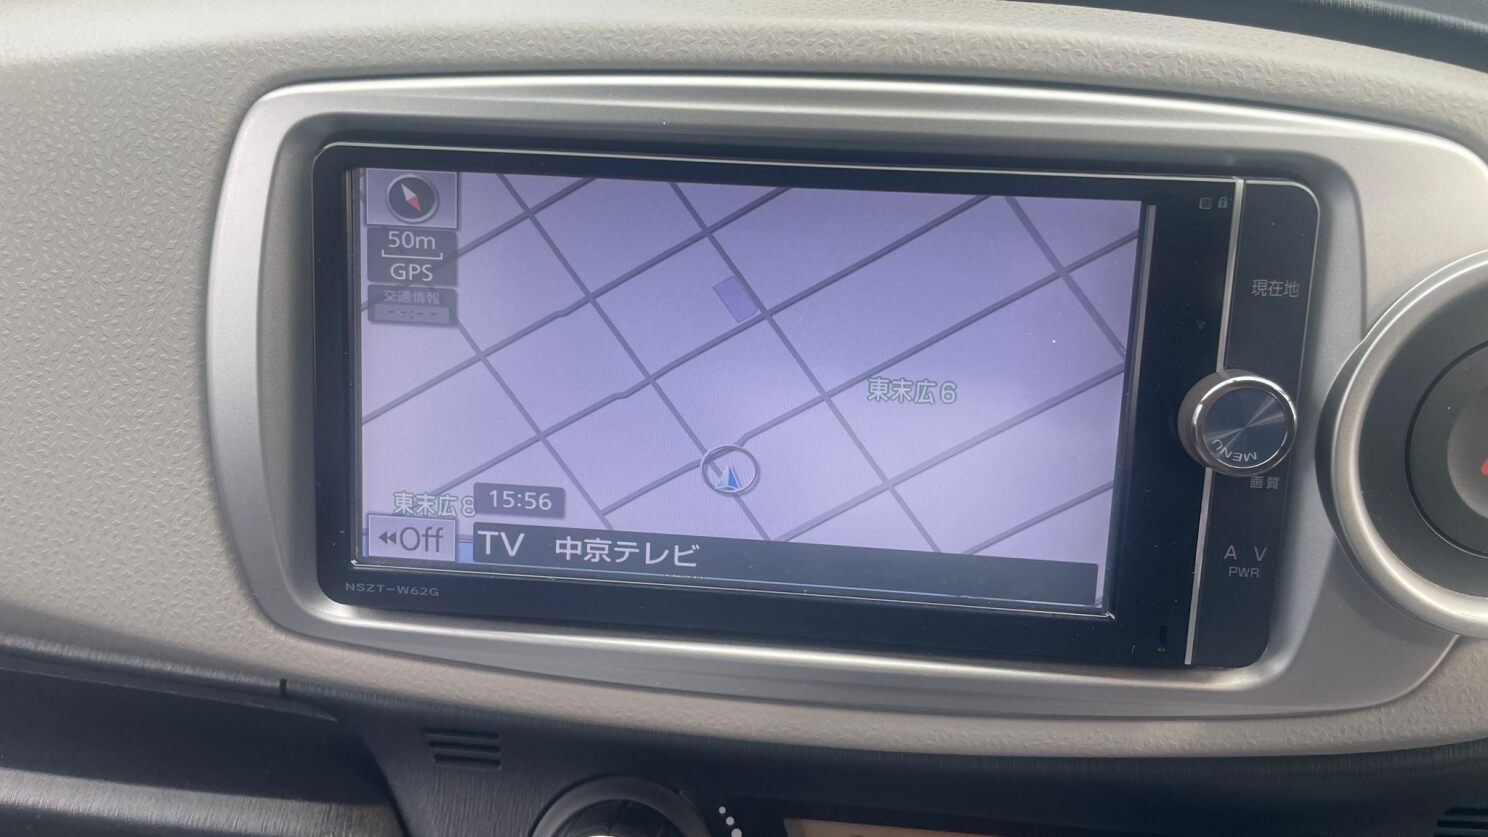 50m
GPS
交通情報
--:--
現在地
東末広6
MENU
画質
東末広8
15:56
Off
TV 中京テレビ
A V
PWR
NSZT-W62G